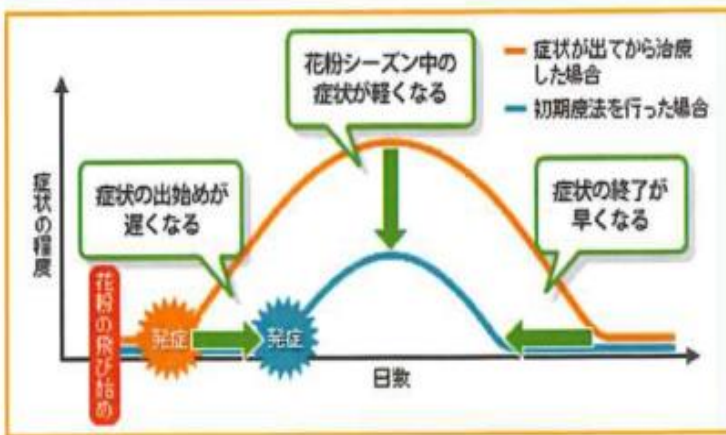 花粉シーズン中の
症状が軽くなる
症状が出てから治療
した場合
初期療法を行った場合
症状の出始めが
遅くなる
症状の終了が
早くなる
症状の程度
花粉の飛び始め
発症
発症
日数